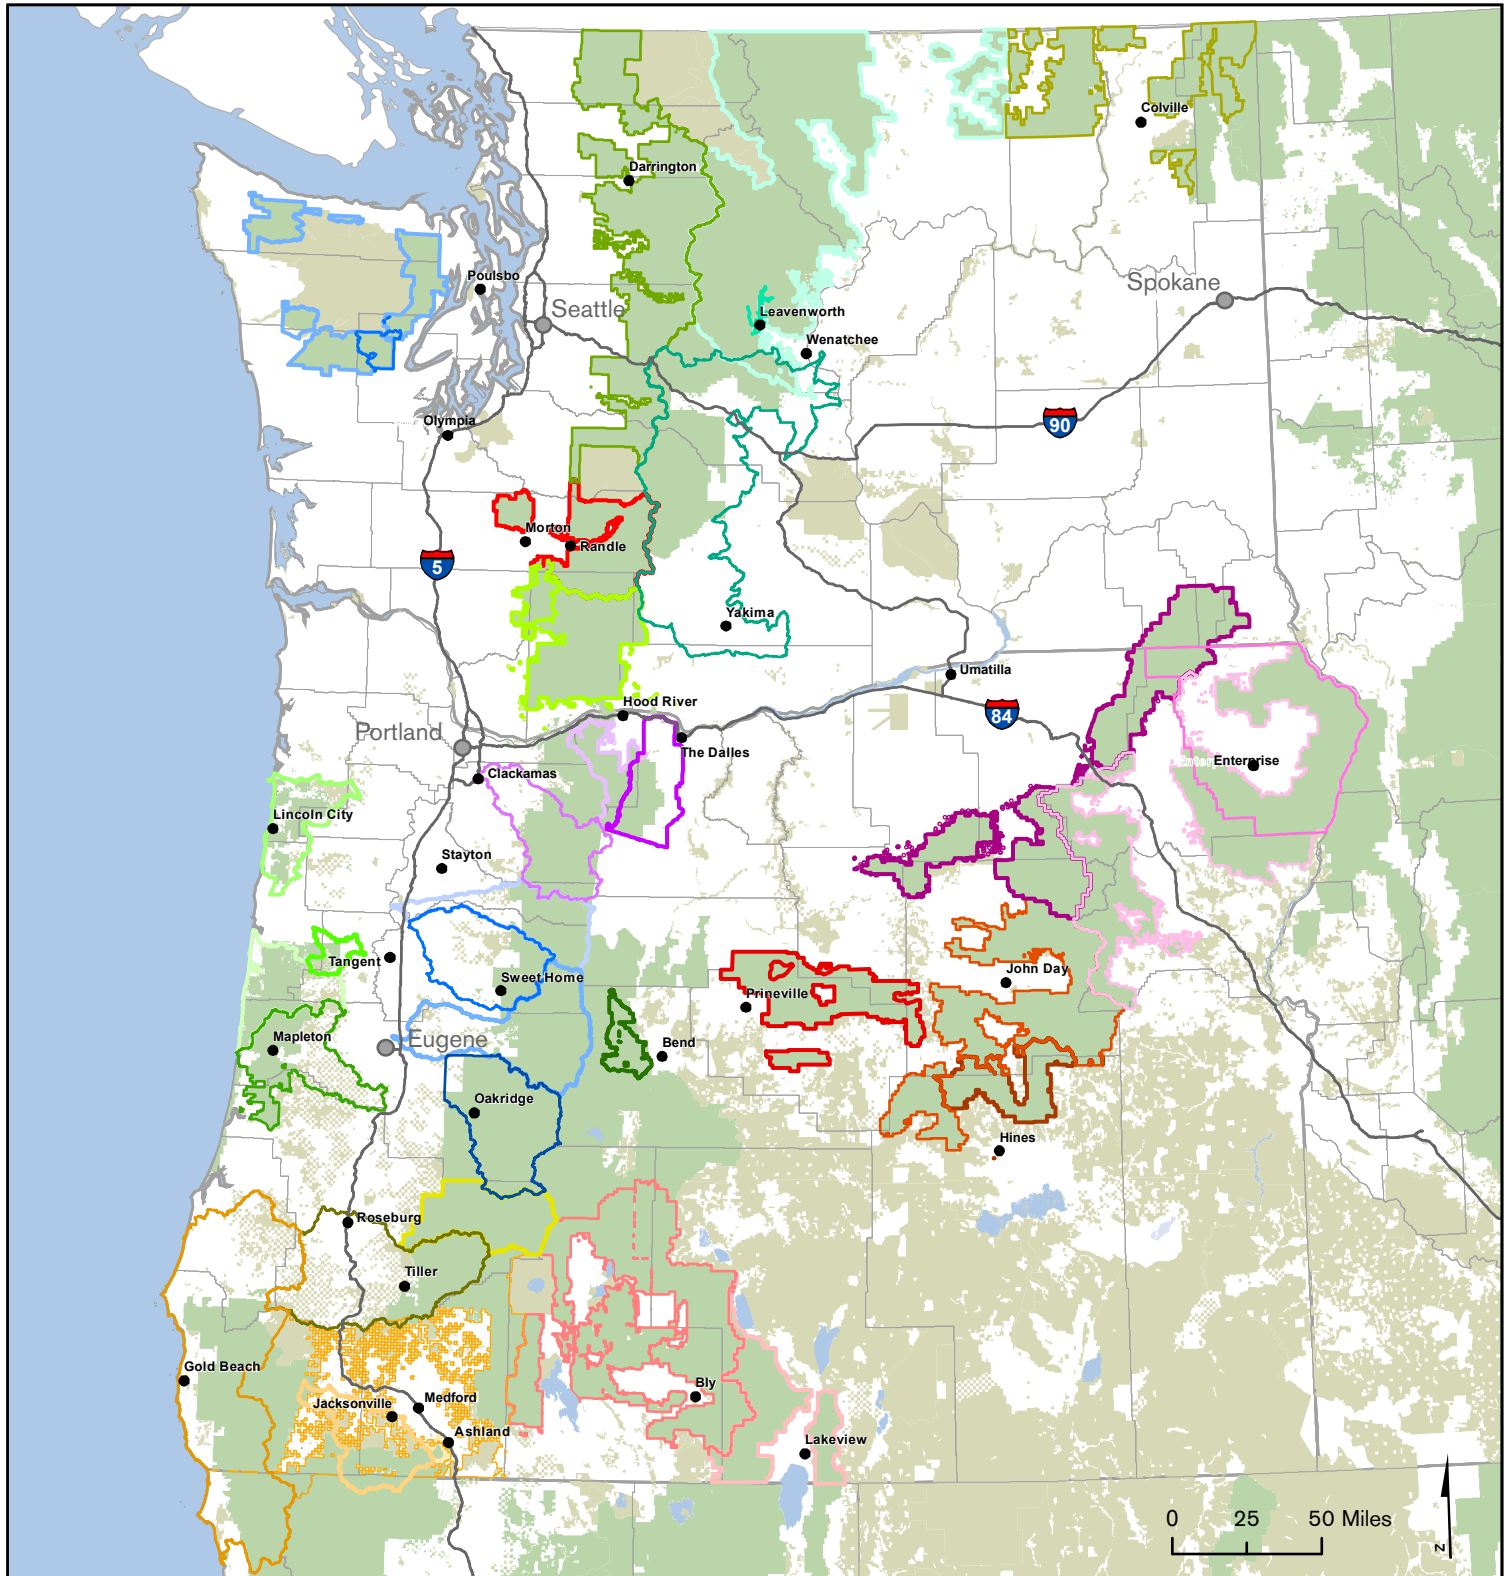 Colville
Darrington
Poulsbo
Spokane
Seattle
Leavenworth
Wenatchee
Olympia
90
Morton
Randle
5
Yakima
Umatilla
Hood River
84
Portland
The Dalles
Enterprise
Clackamas
Lincoln City
Stayton
Tangent
John Day
Sweet Home
Prineville
Mapleton
Eugene
Bend
Oakridge
Hines
Roseburg
Tiller
Gold Beach
Bly
Medford
Jacksonville
Ashland
Lakeview
0 25 50 Miles
N